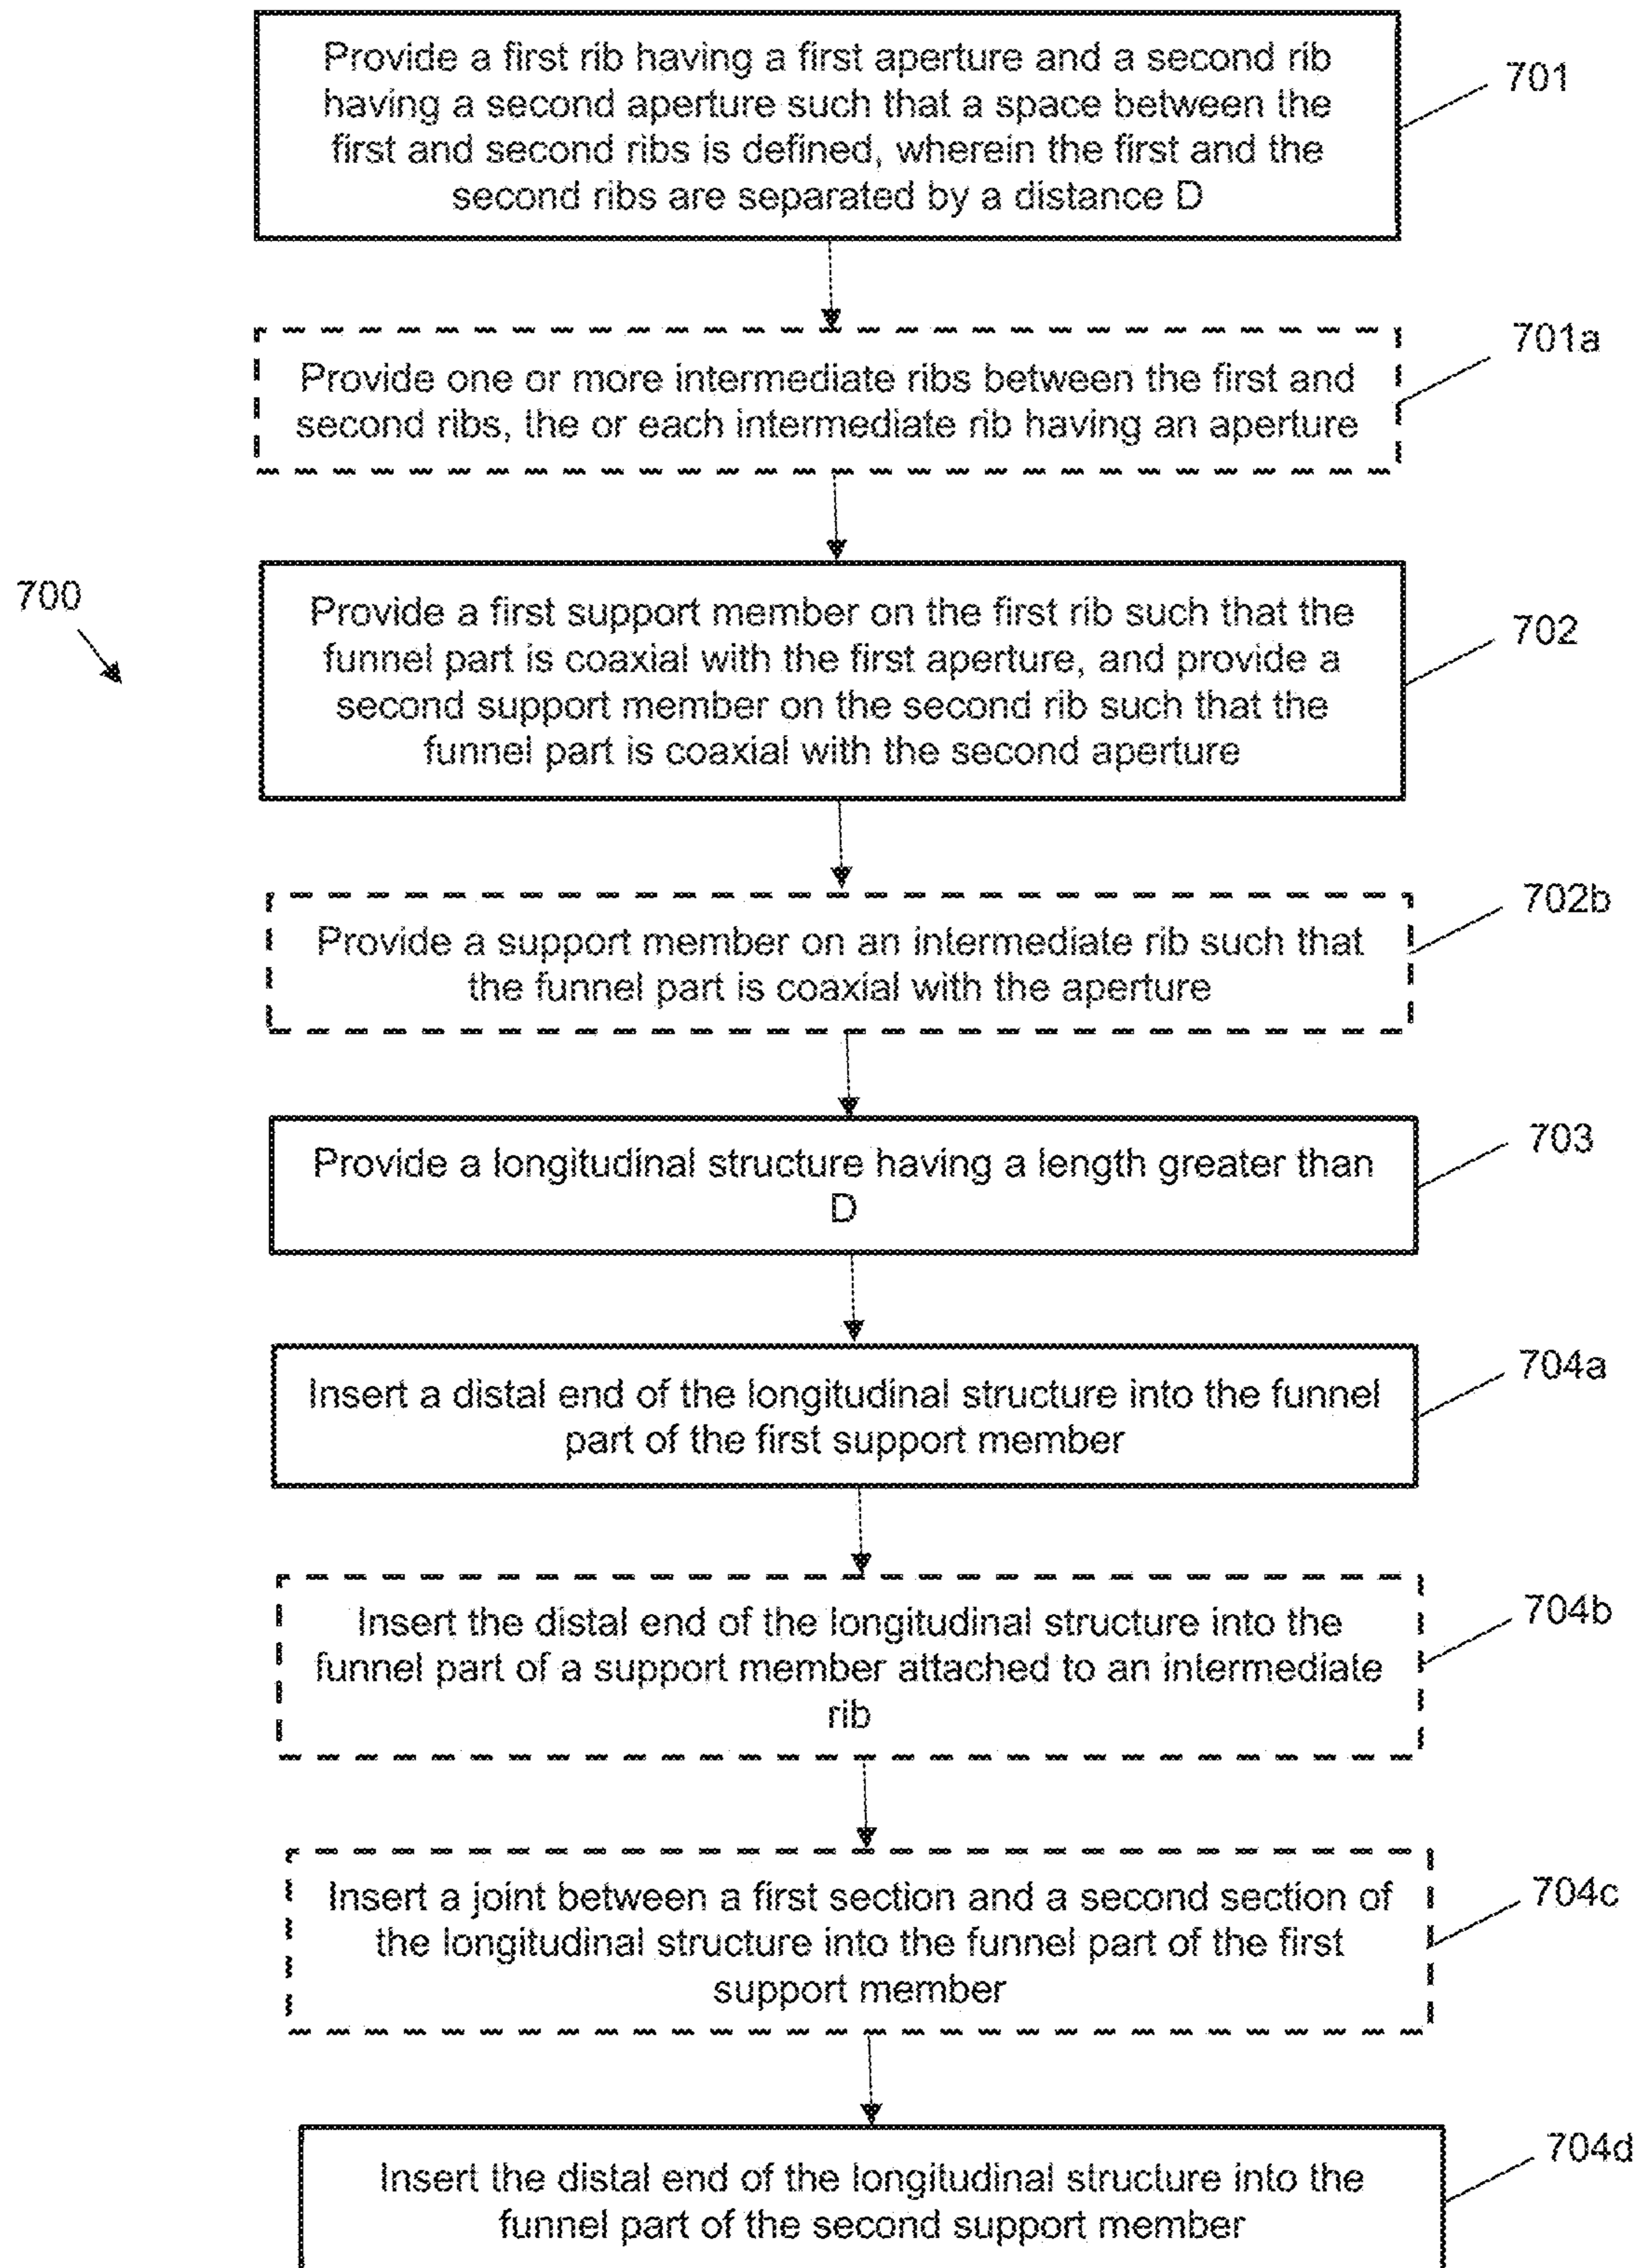 Provide a first rib having a first aperture and a second rib
having a second aperture such that a space between the
first and second ribs is defined, wherein the first and the
second ribs are separated by a distance D
701
Provide one or more intermediate ribs between the first and
second ribs, the or each intermediate rib having an aperture
701a
700
Provide a first support member on the first rib such that the
funnel part is coaxial with the first aperture, and provide a
second support member on the second rib such that the
funnel part is coaxial with the second aperture
702
Provide a support member on an intermediate rib such that
the funnel part is coaxial with the aperture
702b
Provide a longitudinal structure having a length greater than
D
703
Insert a distal end of the longitudinal structure into the funnel
part of the first support member
704a
Insert the distal end of the longitudinal structure into the
funnel part of a support member attached to an intermediate
rib
704b
Insert a joint between a first section and a second section of
the longitudinal structure into the funnel part of the first
support member
704c
Insert the distal end of the longitudinal structure into the
funnel part of the second support member
704d